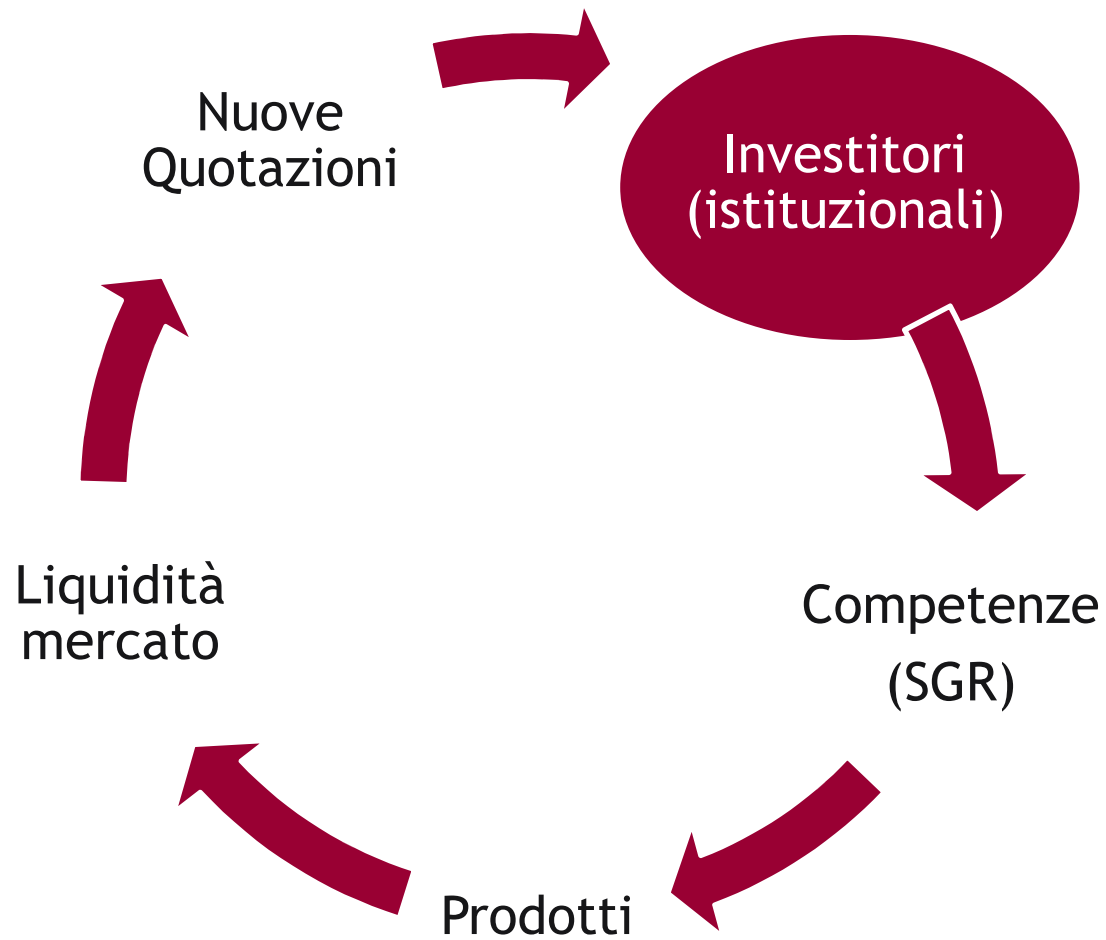 Nuove
Quotazioni
Investitori
(istituzionali)
Liquidità
mercato
Competenze
(SGR)
Prodotti